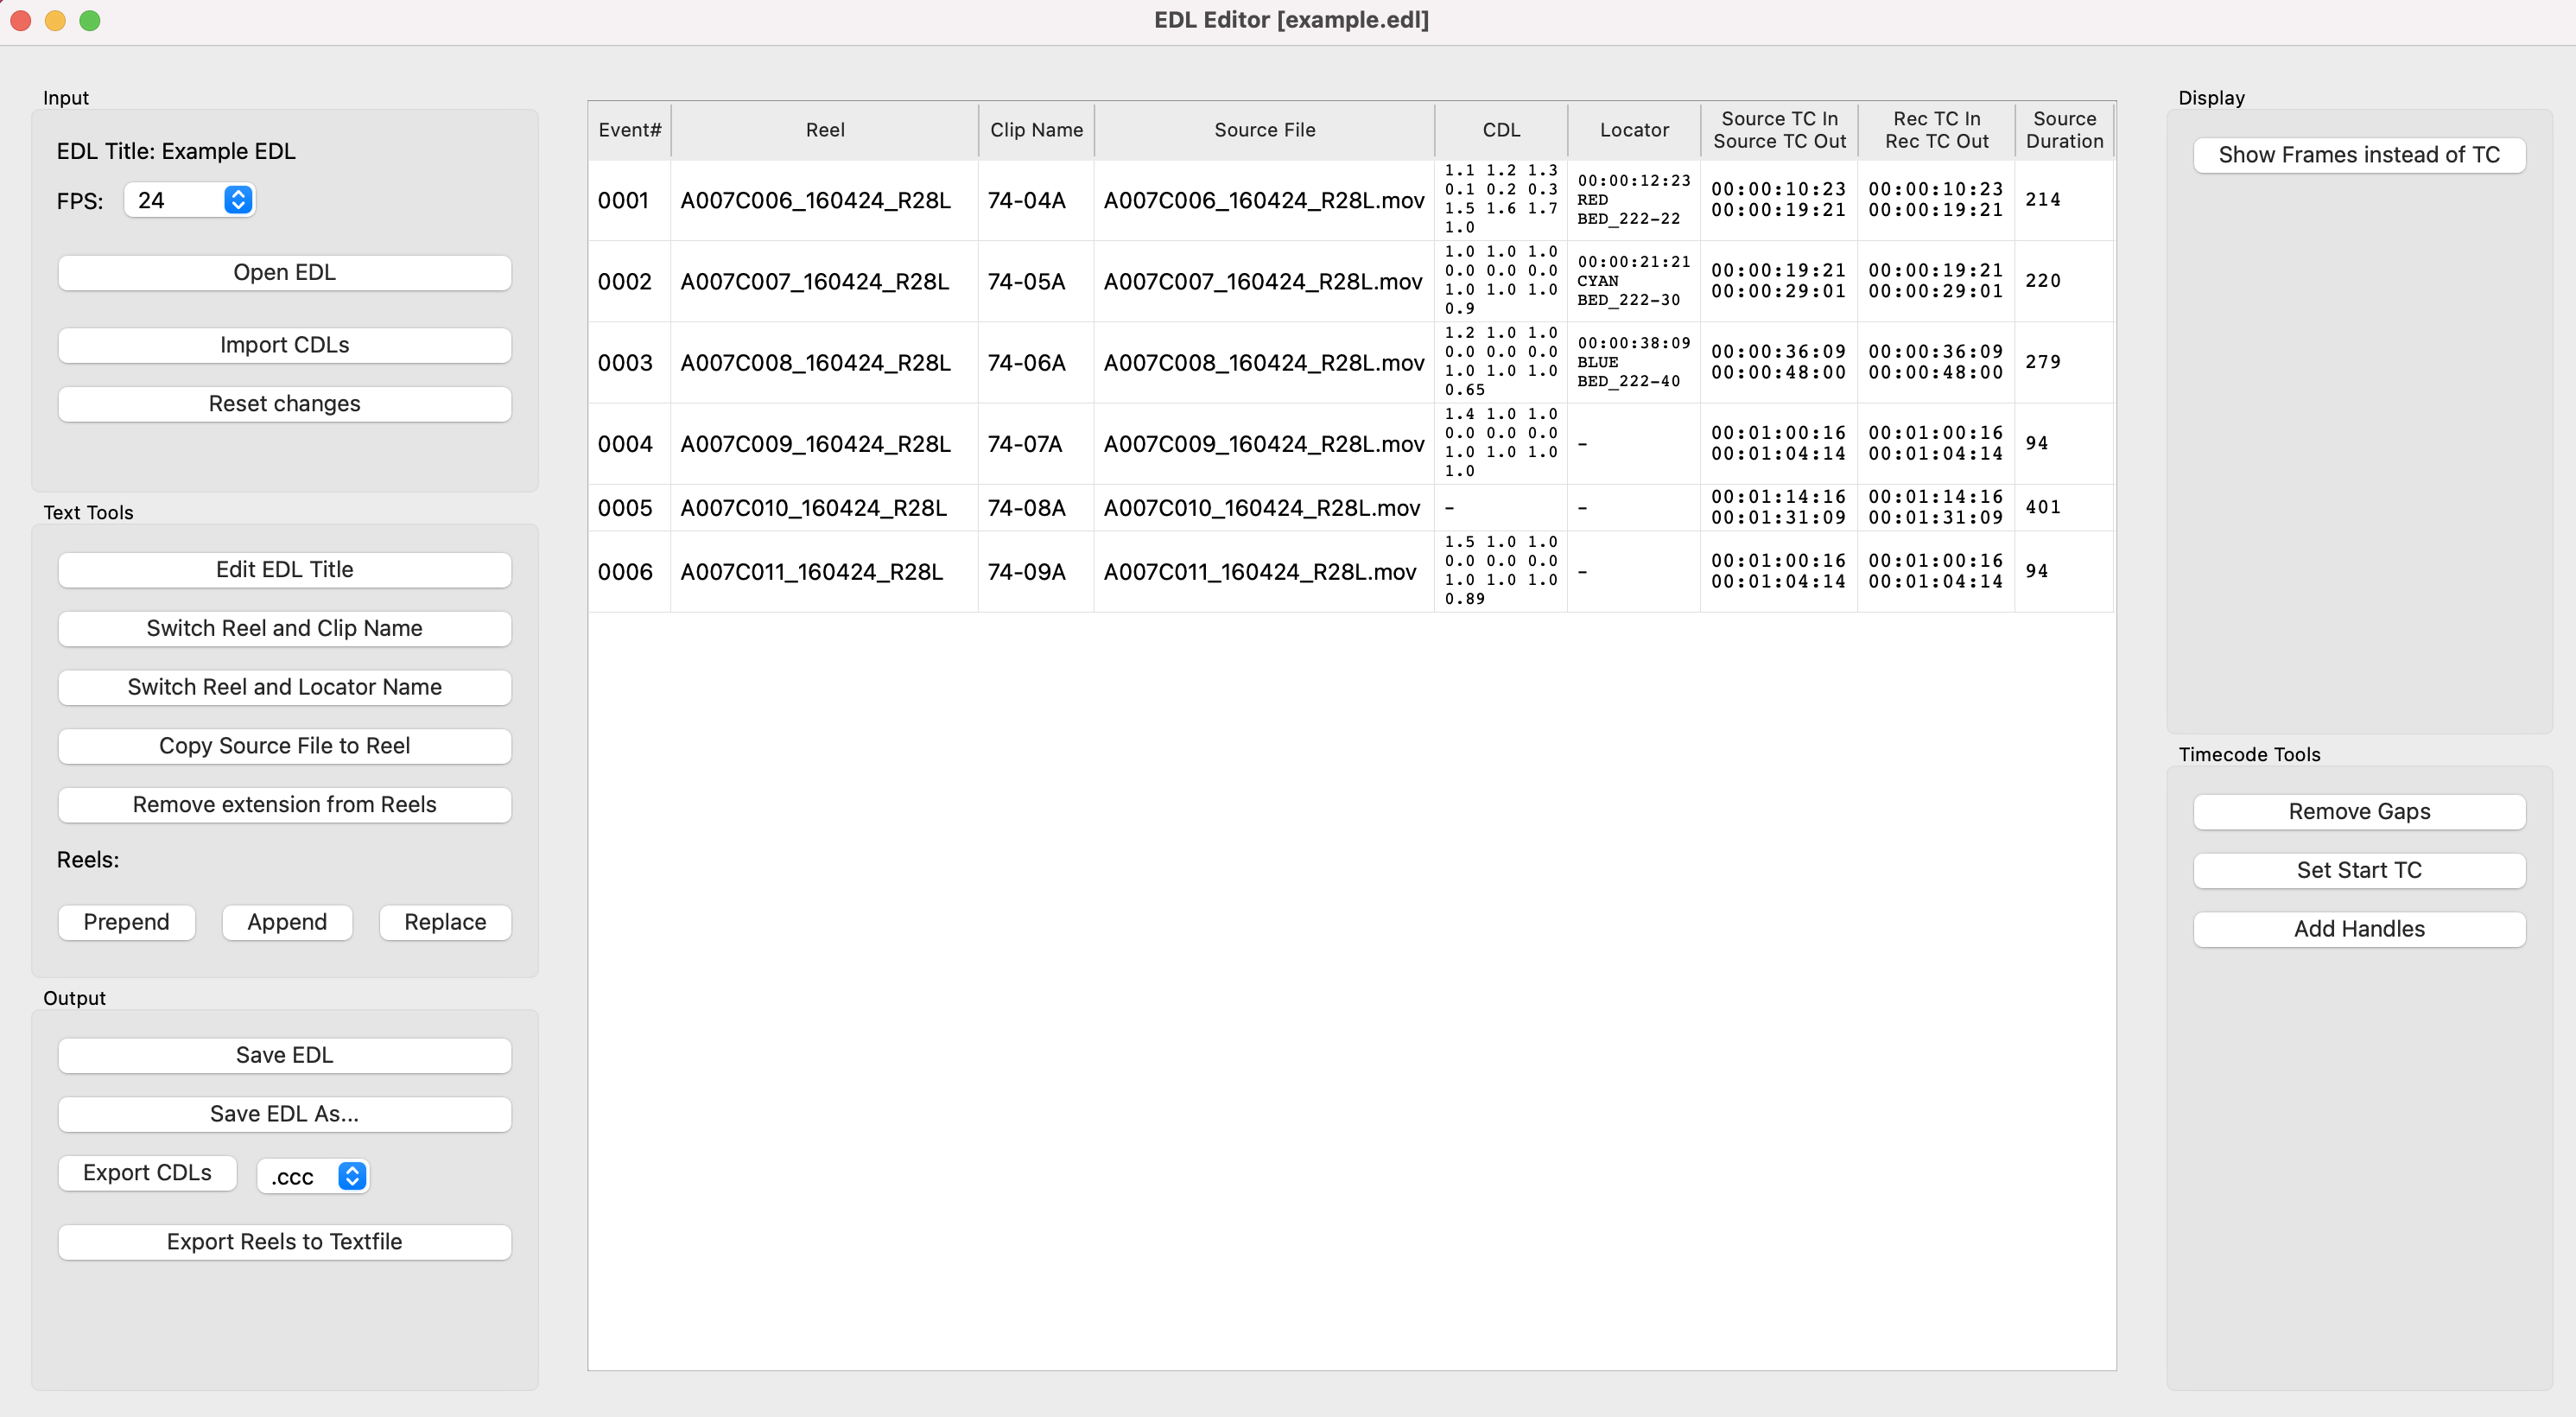 EDL Editor [example.edl]
Input
EDL Title: Example EDL
FPS: 24
Open EDL
Import CDLs
Reset changes
Text Tools
Edit EDL Title
Switch Reel and Clip Name
Switch Reel and Locator Name
Copy Source File to Reel
Remove extension from Reels
Reels:
Prepend Append Replace
Output
Save EDL
Save EDL As...
Export CDLs .ccc
Export Reels to Textfile
Event# Reel Clip Name Source File CDL Locator Source TC In Rec TC In Source
Source TC Out Rec TC Out Duration
0001 A007C006_160424_R28L 74-04A A007C006_160424_R28L.mov
1.1 1.2 1.3
0.1 0.2 0.3
1.5 1.6 1.7
1.0
00:00:12:23
RED
BED_222-22
00:00:10:23
00:00:19:21
00:00:10:23
00:00:19:21
214
0002 A007C007_160424_R28L 74-05A A007C007_160424_R28L.mov
1.0 1.0 1.0
0.0 0.0 0.0
1.0 1.0 1.0
0.9
00:00:21:21
CYAN
BED_222-30
00:00:19:21
00:00:29:01
00:00:19:21
00:00:29:01
220
0003 A007C008_160424_R28L 74-06A A007C008_160424_R28L.mov
1.2 1.0 1.0
0.0 0.0 0.0
1.0 1.0 1.0
0.65
00:00:38:09
BLUE
BED_222-40
00:00:36:09
00:00:48:00
00:00:36:09
00:00:48:00
279
0004 A007C009_160424_R28L 74-07A A007C009_160424_R28L.mov
1.4 1.0 1.0
0.0 0.0 0.0
1.0 1.0 1.0
1.0
-
00:01:00:16
00:01:04:14
00:01:00:16
00:01:04:14
94
0005 A007C010_160424_R28L 74-08A A007C010_160424_R28L.mov
-
-
00:01:14:16
00:01:31:09
00:01:14:16
00:01:31:09
401
0006 A007C011_160424_R28L 74-09A A007C011_160424_R28L.mov
1.5 1.0 1.0
0.0 0.0 0.0
1.0 1.0 1.0
0.89
-
00:01:00:16
00:01:04:14
00:01:00:16
00:01:04:14
94
Display
Show Frames instead of TC
Timecode Tools
Remove Gaps
Set Start TC
Add Handles